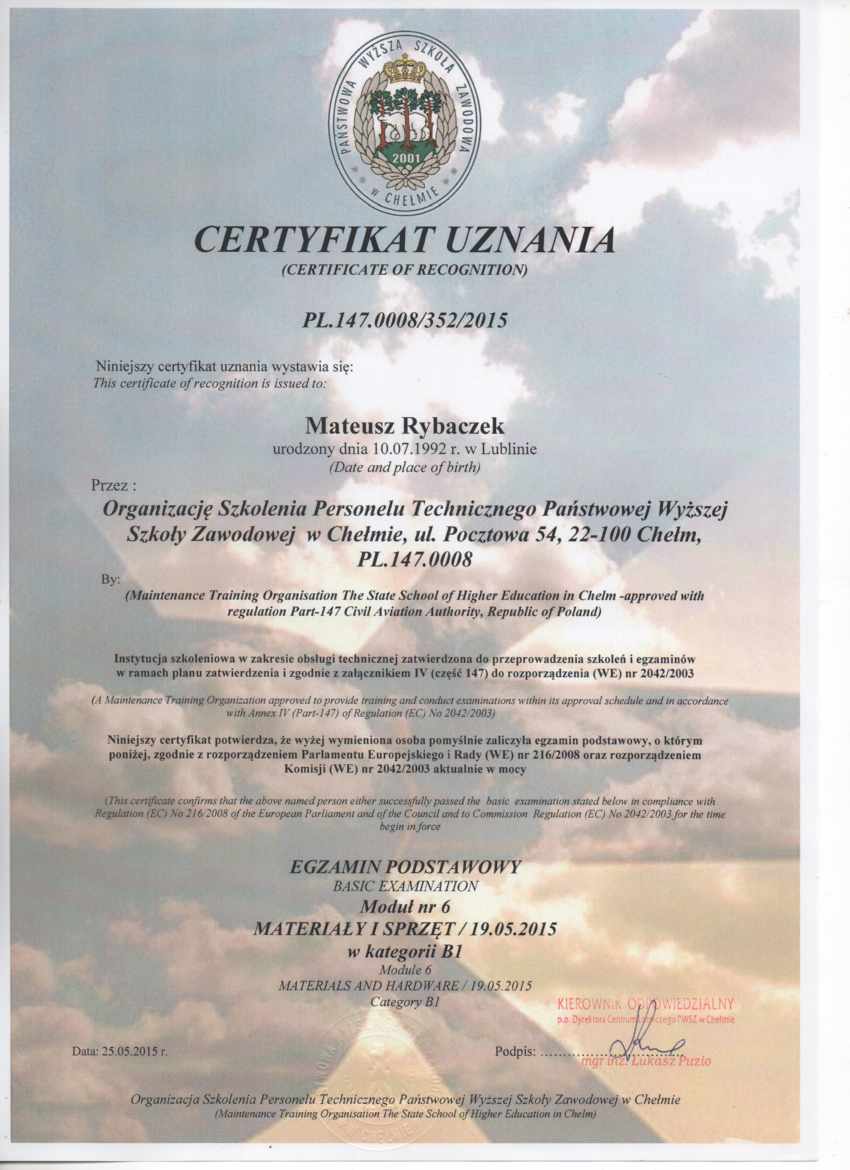 PAŃSTWOWA WYŻSZA SZKOŁA ZAWODOWA
2001
w CHEŁMIE
CERTYFIKAT UZNANIA
(CERTIFICATE OF RECOGNITION)
PL.147.0008/352/2015
Niniejszy certyfikat uznania wystawia się:
This certificate of recognition is issued to:
Mateusz Rybaczek
urodzony dnia 10.07.1992 r. w Lublinie
(Date and place of birth)
Przez :
Organizację Szkolenia Personelu Technicznego Państwowej Wyższej
Szkoły Zawodowej w Chełmie, ul. Pocztowa 54, 22-100 Chełm,
PL.147.0008
By:
(Maintenance Training Organisation The State School of Higher Education in Chelm -approved with
regulation Part-147 Civil Aviation Authority, Republic of Poland)
Instytucja szkoleniowa w zakresie obsługi technicznej zatwierdzona do przeprowadzenia szkoleń i egzaminów
w ramach planu zatwierdzenia i zgodnie z załącznikiem IV (część 147) do rozporządzenia (WE) nr 2042/2003
(A Maintenance Training Organization approved to provide training and conduct examinations within its approval schedule and in accordance
with Annex IV (Part-147) of Regulation (EC) No 2042/2003)
Niniejszy certyfikat potwierdza, że wyżej wymieniona osoba pomyślnie zaliczyła egzamin podstawowy, o którym
poniżej, zgodnie z rozporządzeniem Parlamentu Europejskiego i Rady (WE) nr 216/2008 oraz rozporządzeniem
Komisji (WE) nr 2042/2003 aktualnie w mocy
(This certificate confirms that the above named person either successfully passed the basic examination stated below in compliance with
Regulation (EC) No 216/2008 of the European Parliament and of the Council and to Commission Regulation (EC) No 2042/2003 for the time
begin in force
EGZAMIN PODSTAWOWY
BASIC EXAMINATION
Moduł nr 6
MATERIAŁY I SPRZĘT / 19.05.2015
w kategorii B1
Module 6
MATERIALS AND HARDWARE / 19.05.2015
Category B1
KIEROWNIK ODPOWIEDZIALNY
p.o. Dyrektora Centrum Lotniczego PWSZ w Chełmie
Data: 25.05.2015 r.
Podpis: ..............................
mgr inż. Łukasz Puzio
Organizacja Szkolenia Personelu Technicznego Państwowej Wyższej Szkoły Zawodowej w Chełmie
(Maintenance Training Organisation The State School of Higher Education in Chelm)